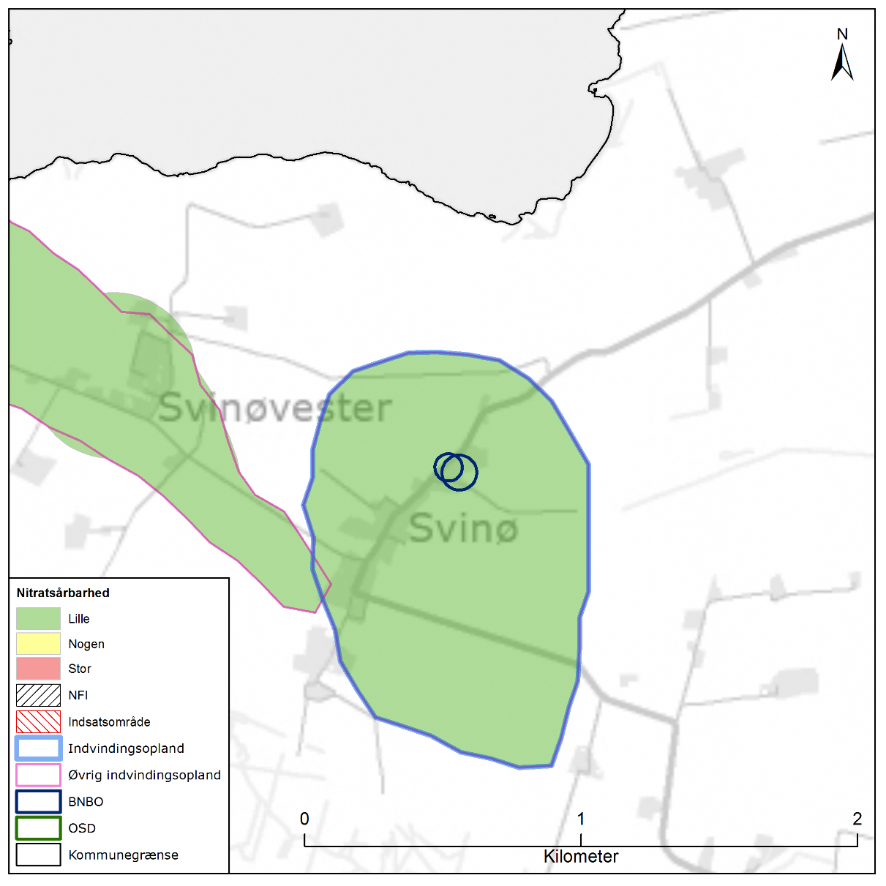 N
Svinøvester
Svinø
Nitratsårbarhed
Lille
Nogen
Stor
NFI
Indsatsområde
Indvindingsopland
Øvrig indvindingsopland
BNBO
OSD
Kommunegrænse
0 1 2
Kilometer